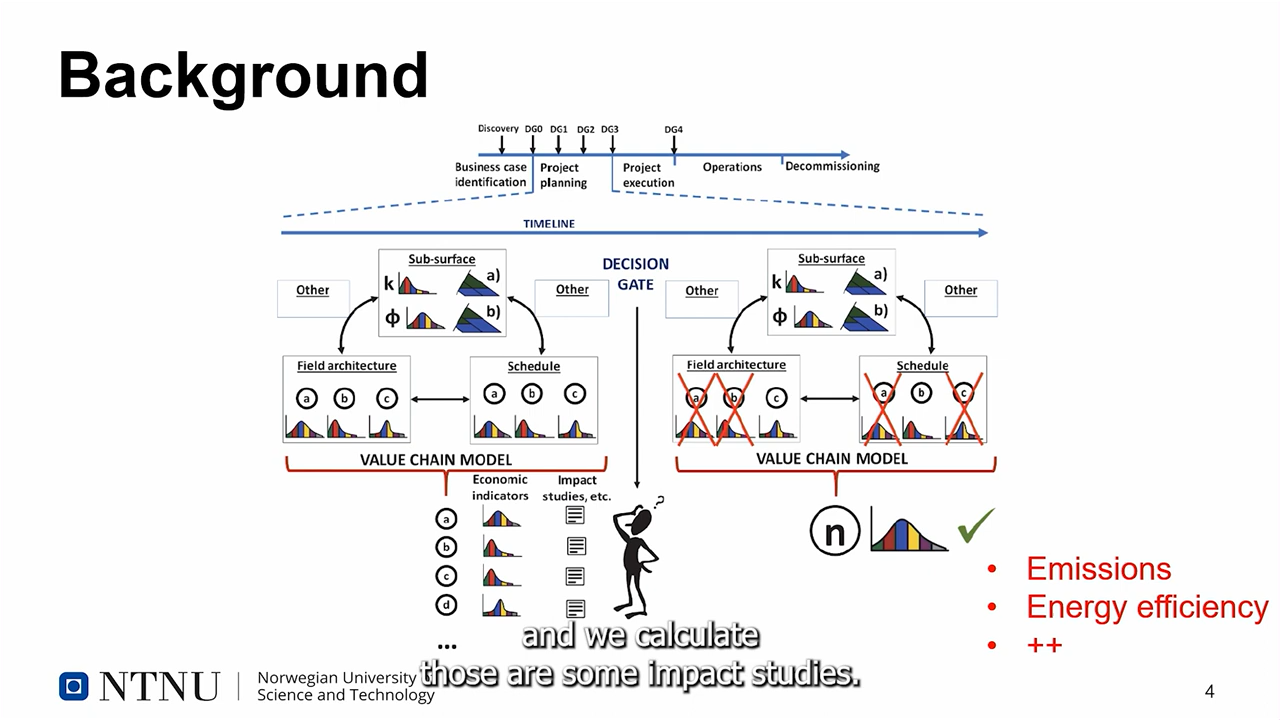 Background
Discovery DG0 DG1 DG2 DG3 DG4
Business case identification
Project planning
Project execution
Operations
Decommissioning
TIMELINE
Other
Sub-surface
k
a)
ϕ
b)
Other
DECISION GATE
Other
Sub-surface
k
a)
ϕ
b)
Other
Field architecture
a b c
Schedule
a b c
Field architecture
a b c
Schedule
a b c
VALUE CHAIN MODEL
VALUE CHAIN MODEL
Economic indicators
Impact studies, etc.
a
b
c
d
...
?
n
• Emissions
• Energy efficiency
• ++
and we calculate
those are some impact studies.
NTNU
Norwegian University
Science and Technology
4